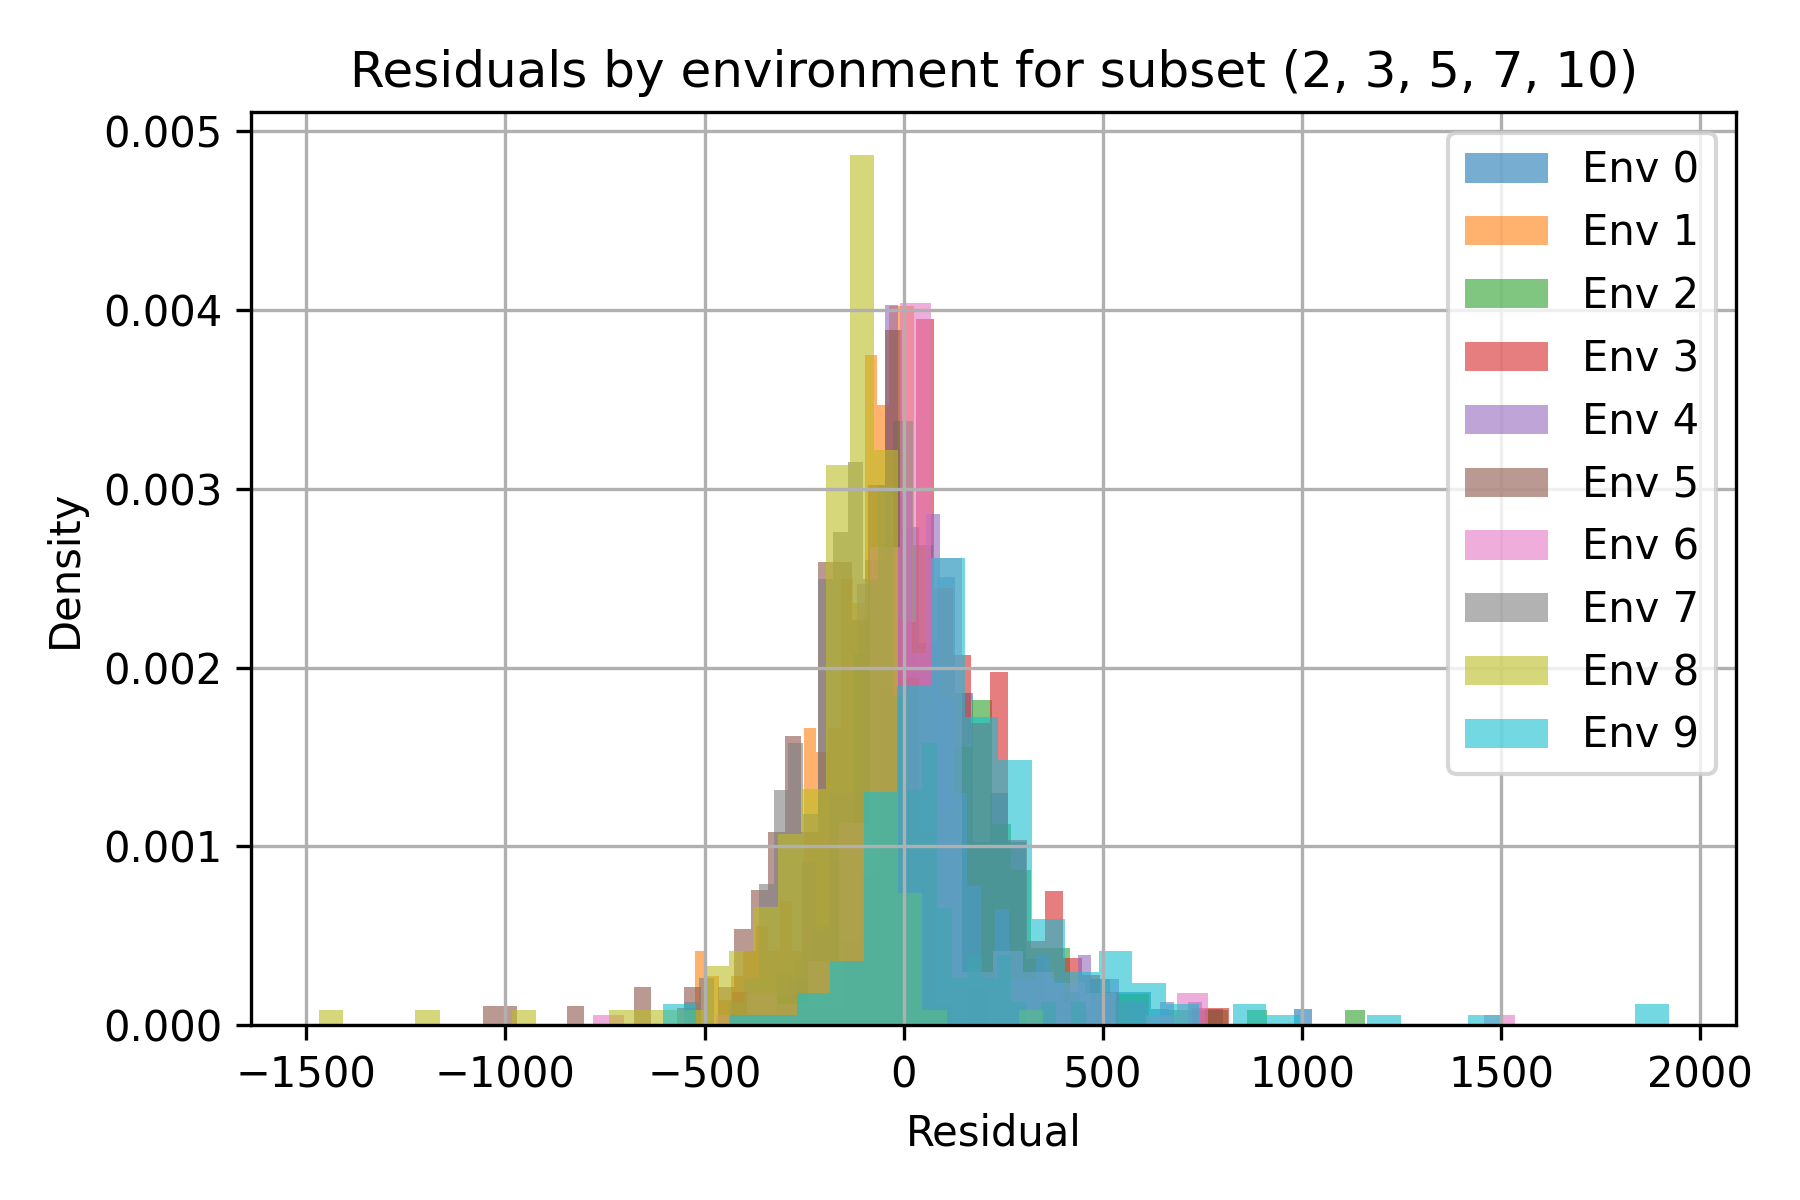 Residuals by environment for subset (2, 3, 5, 7, 10)
0.005
0.004
0.003
0.002
0.001
0.000
Density
−1500
−1000
−500
0
500
1000
1500
2000
Residual
Env 0
Env 1
Env 2
Env 3
Env 4
Env 5
Env 6
Env 7
Env 8
Env 9